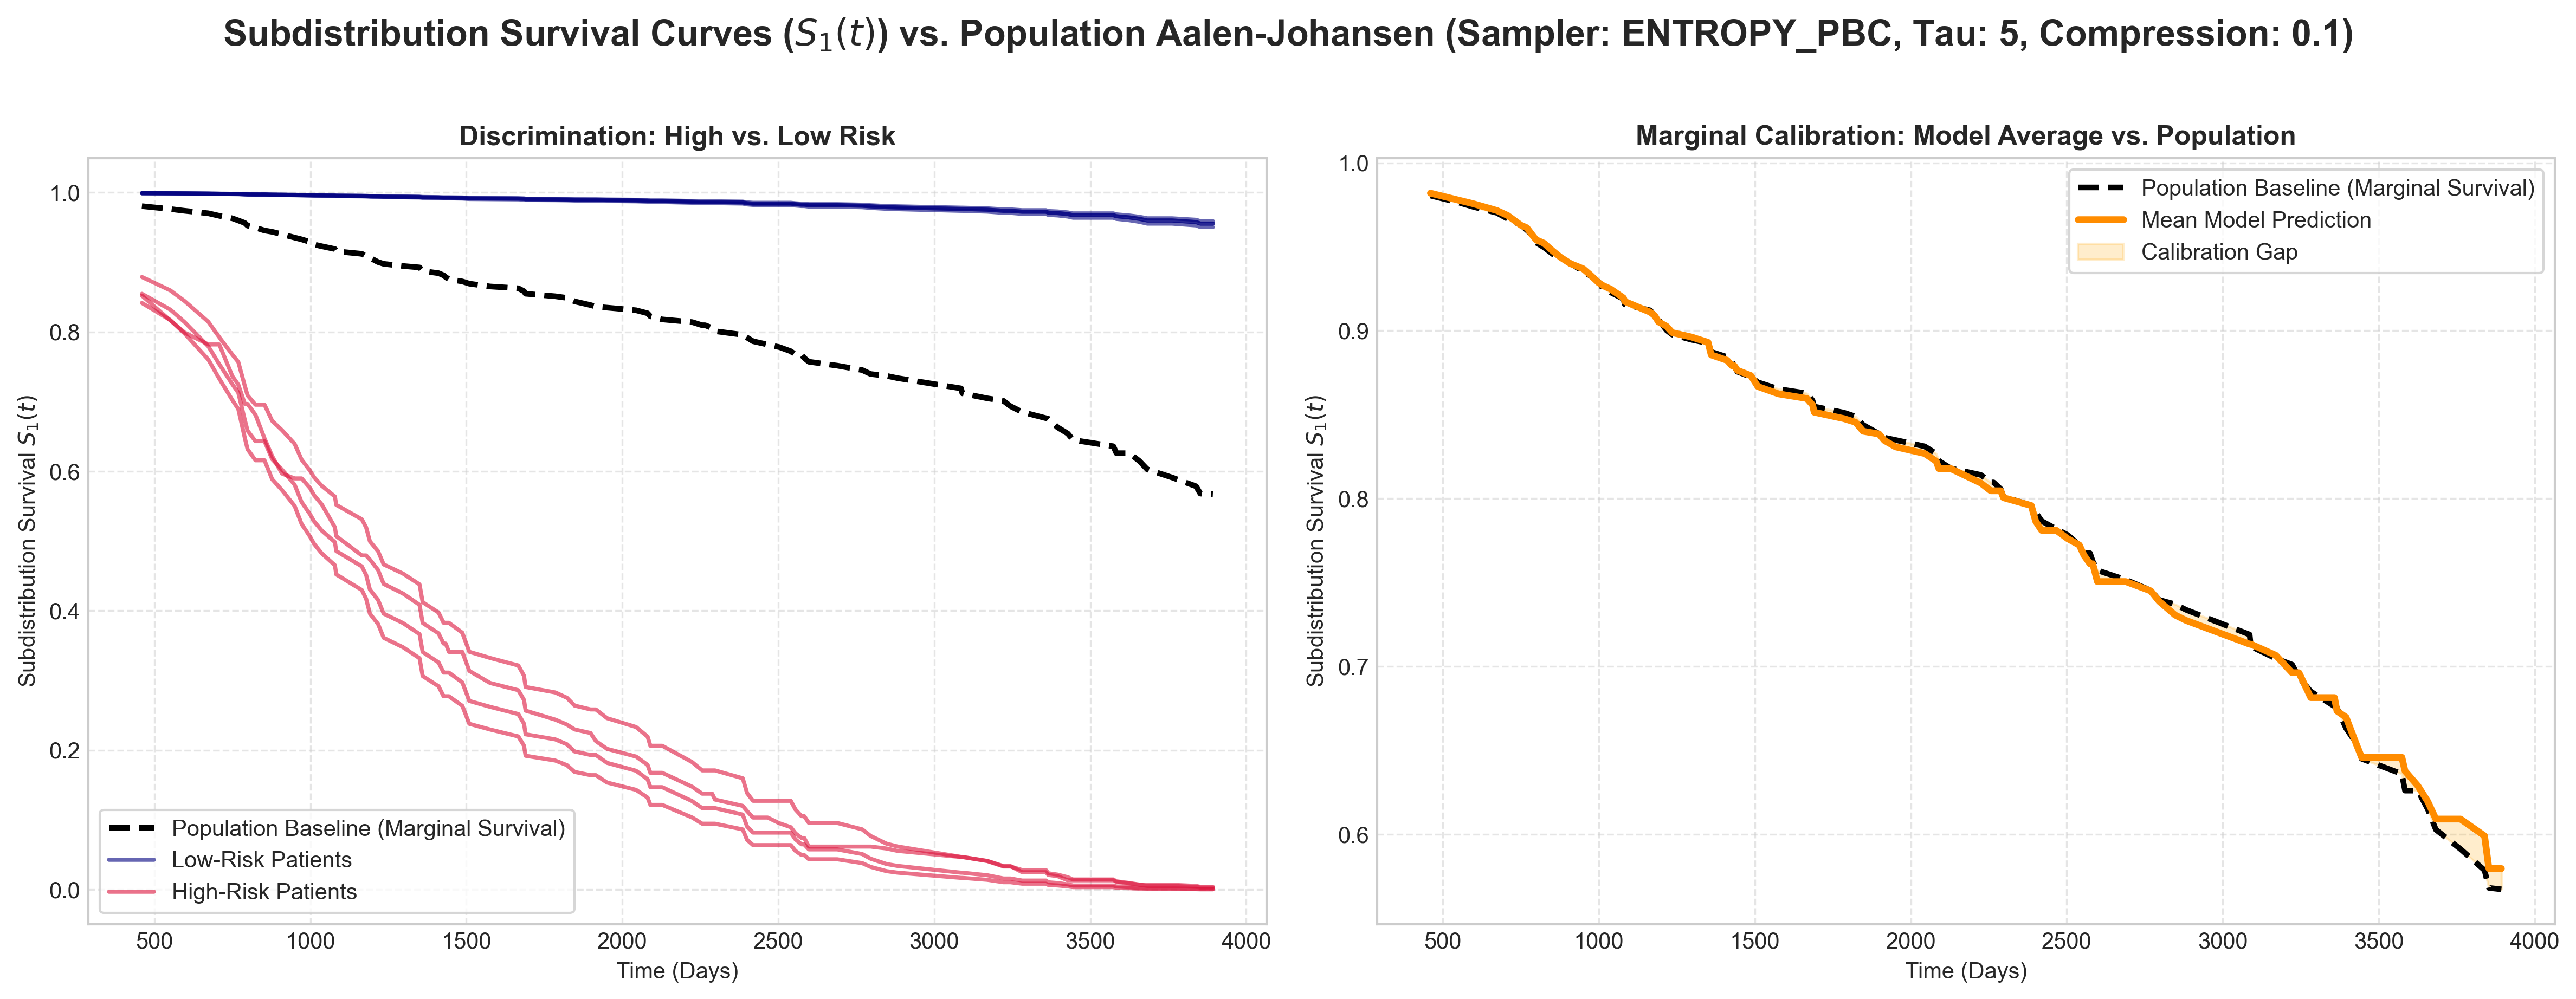 Subdistribution Survival Curves (S₁(t)) vs. Population Aalen-Johansen (Sampler: ENTROPY_PBC, Tau: 5, Compression: 0.1)
Discrimination: High vs. Low Risk
Subdistribution Survival S₁(t)
1.0
0.8
0.6
0.4
0.2
0.0
Population Baseline (Marginal Survival)
Low-Risk Patients
High-Risk Patients
500 1000 1500 2000 2500 3000 3500 4000
Time (Days)
Marginal Calibration: Model Average vs. Population
Subdistribution Survival S₁(t)
1.0
0.9
0.8
0.7
0.6
Population Baseline (Marginal Survival)
Mean Model Prediction
Calibration Gap
500 1000 1500 2000 2500 3000 3500 4000
Time (Days)